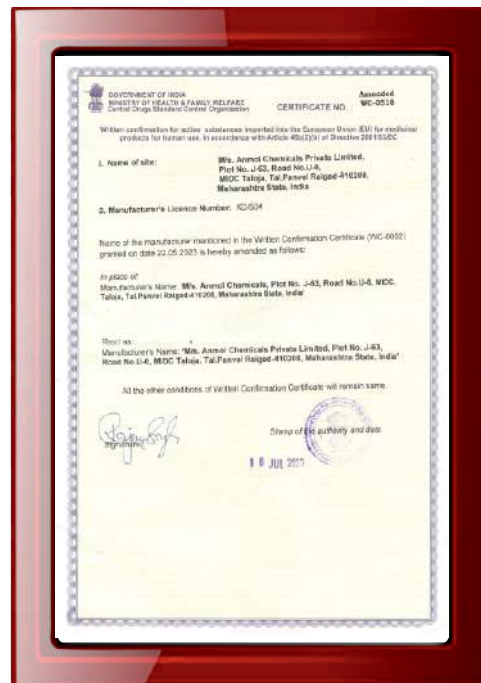 GOVERNMENT OF INDIA
MINISTRY OF HEALTH & FAMILY WELFARE
Central Drugs Standard Control Organization
Amended
CERTIFICATE NO. : WC-0516
Written confirmation for active substances imported into the European Union (EU) for medicinal
products for human use, in accordance with Article 46b(2)(b) of Directive 2001/83/EC
1. Name of site:
M/s. Anmol Chemicals Private Limited,
Plot No. J-63, Road No.U-6,
MIDC Taloja, Tal.Panvel Raigad-410208,
Maharashtra State, India
2. Manufacturer's Licence Number: KD/504
Name of the manufacturer mentioned in the Written Confirmation Certificate
granted on date 22.05.2023 is hereby amended as follows:
In place of
Manufacturer's Name: 'M/s. Anmol Chemicals, Plot No. J-63, Road No.U-6, MIDC,
Taloja, Tal.Panvel Raigad-410208, Maharashtra State, India'
Read as
Manufacturer's Name: 'M/s. Anmol Chemicals Private Limited, Plot No. J-63,
Road No.U-6, MIDC Taloja, Tal.Panvel Raigad-410208, Maharashtra State, India'
All the other conditions of Written Confirmation Certificate will remain same.
Signature
Stamp of the authority and date
JUL